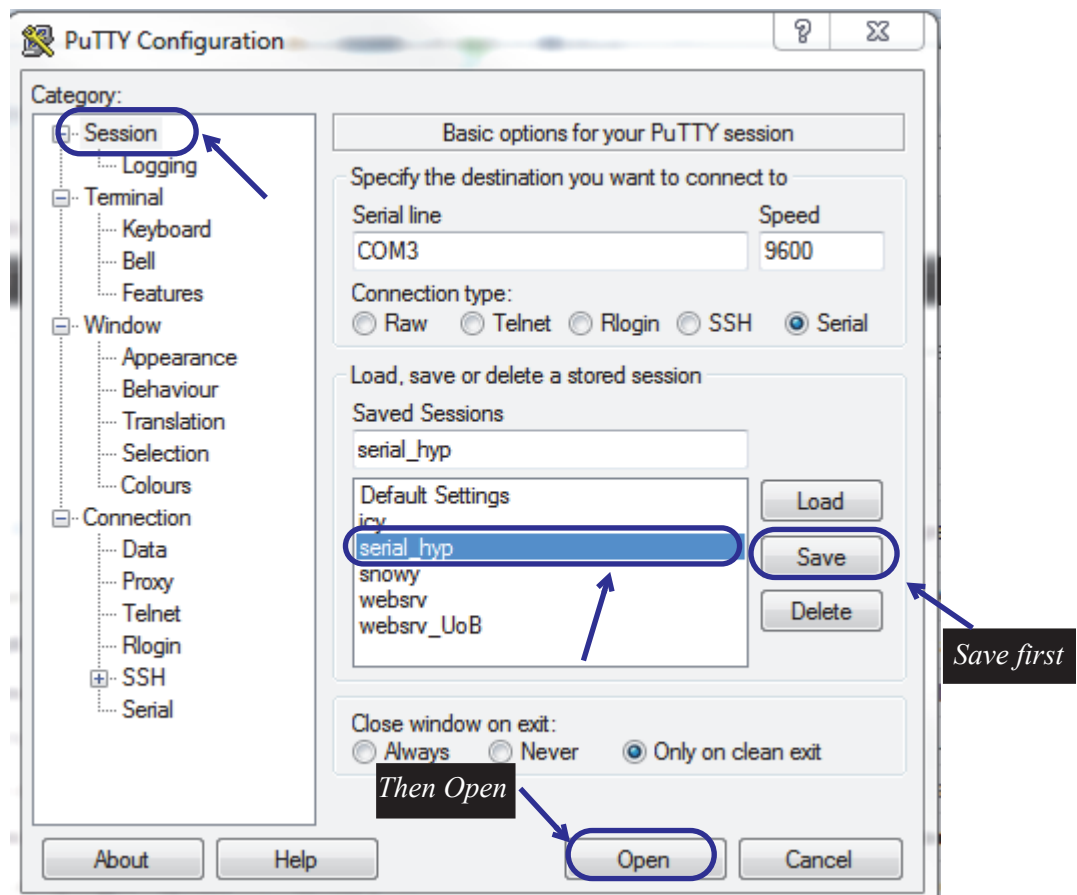 PuTTY Configuration
Category:
Session
Logging
Terminal
Keyboard
Bell
Features
Window
Appearance
Behaviour
Translation
Selection
Colours
Connection
Data
Proxy
Telnet
Rlogin
SSH
Serial
Basic options for your PuTTY session
Specify the destination you want to connect to
Serial line Speed
COM3 9600
Connection type:
Raw Telnet Rlogin SSH Serial
Load, save or delete a stored session
Saved Sessions
serial_hyp
Default Settings
icy
serial_hyp
snowy
websrv
websrv_UoB
Load
Save
Delete
Save first
Close window on exit:
Always Never Only on clean exit
Then Open
About Help Open Cancel